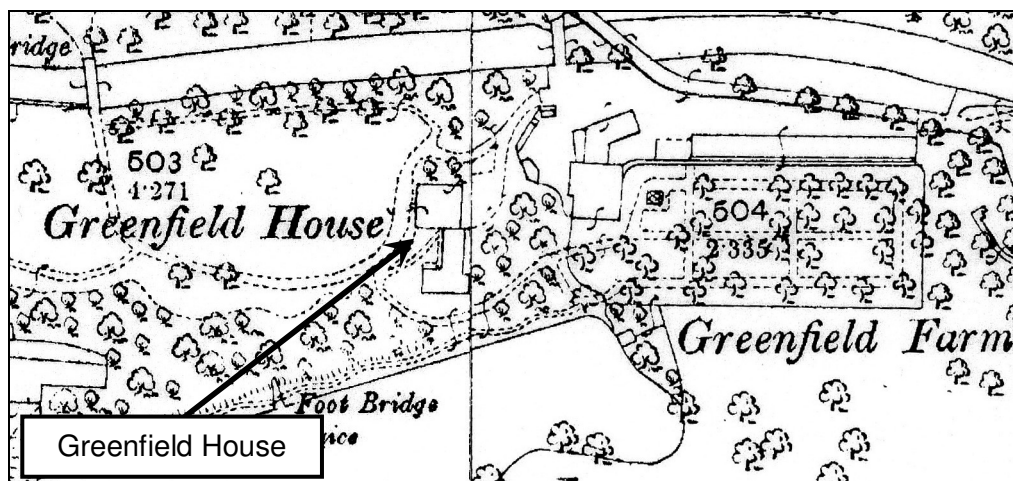 ridge
503
4·271
Greenfield House
504
2·335
Greenfield Farm
Foot Bridge
Greenfield House